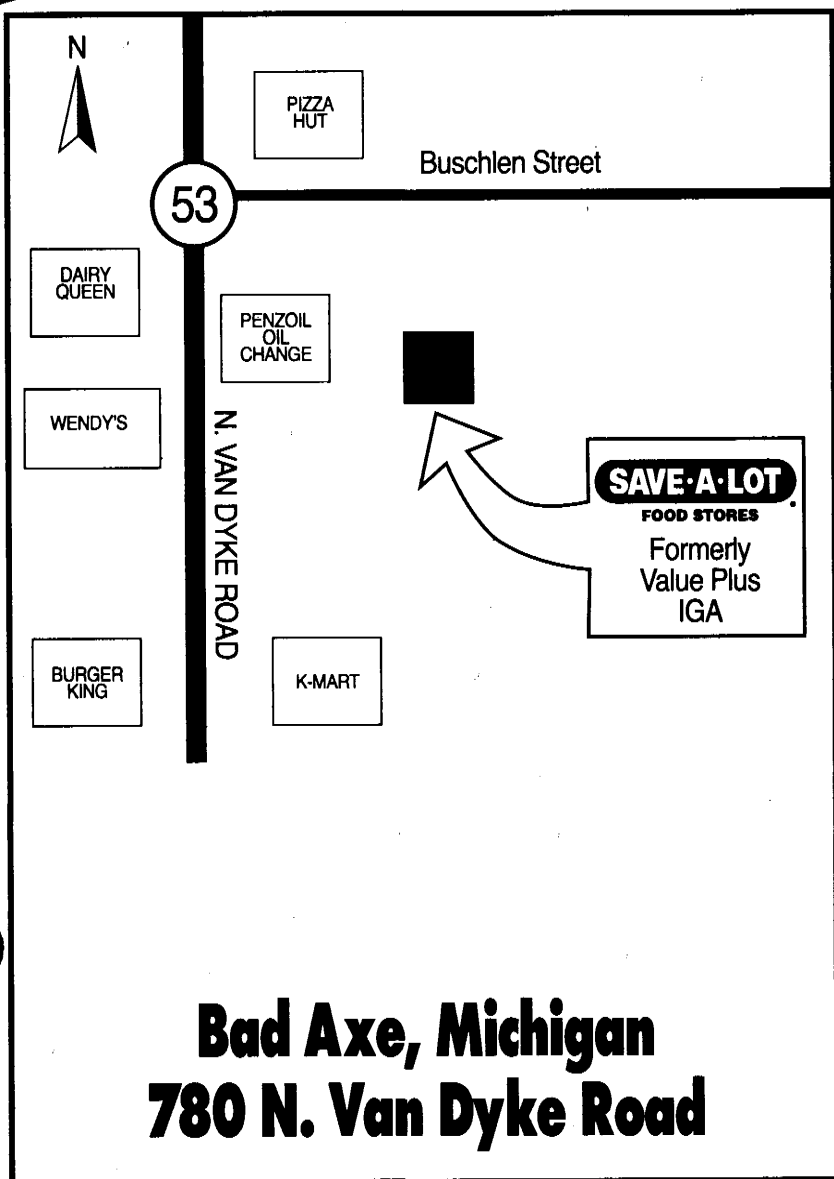 N
PIZZA
HUT
Buschlen Street
53
DAIRY
QUEEN
PENZOIL
OIL
CHANGE
WENDY'S
N. VAN DYKE ROAD
SAVE·A·LOT
FOOD STORES
Formerly
Value Plus
IGA
BURGER
KING
K-MART
Bad Axe, Michigan
780 N. Van Dyke Road